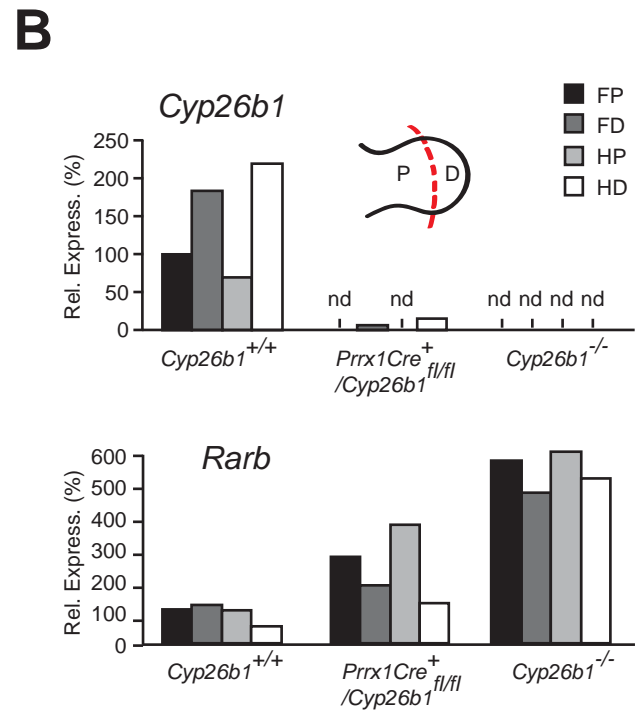 B
Cyp26b1
FP
FD
HP
HD
P D
Rel. Express. (%)
250
200
150
100
50
0
nd nd nd nd nd nd
Cyp26b1+/+
Prrx1Cre+
/Cyp26b1fl/fl
Cyp26b1-/-
Rarb
Rel. Express. (%)
600
500
400
300
200
100
0
Cyp26b1+/+
Prrx1Cre+
/Cyp26b1fl/fl
Cyp26b1-/-